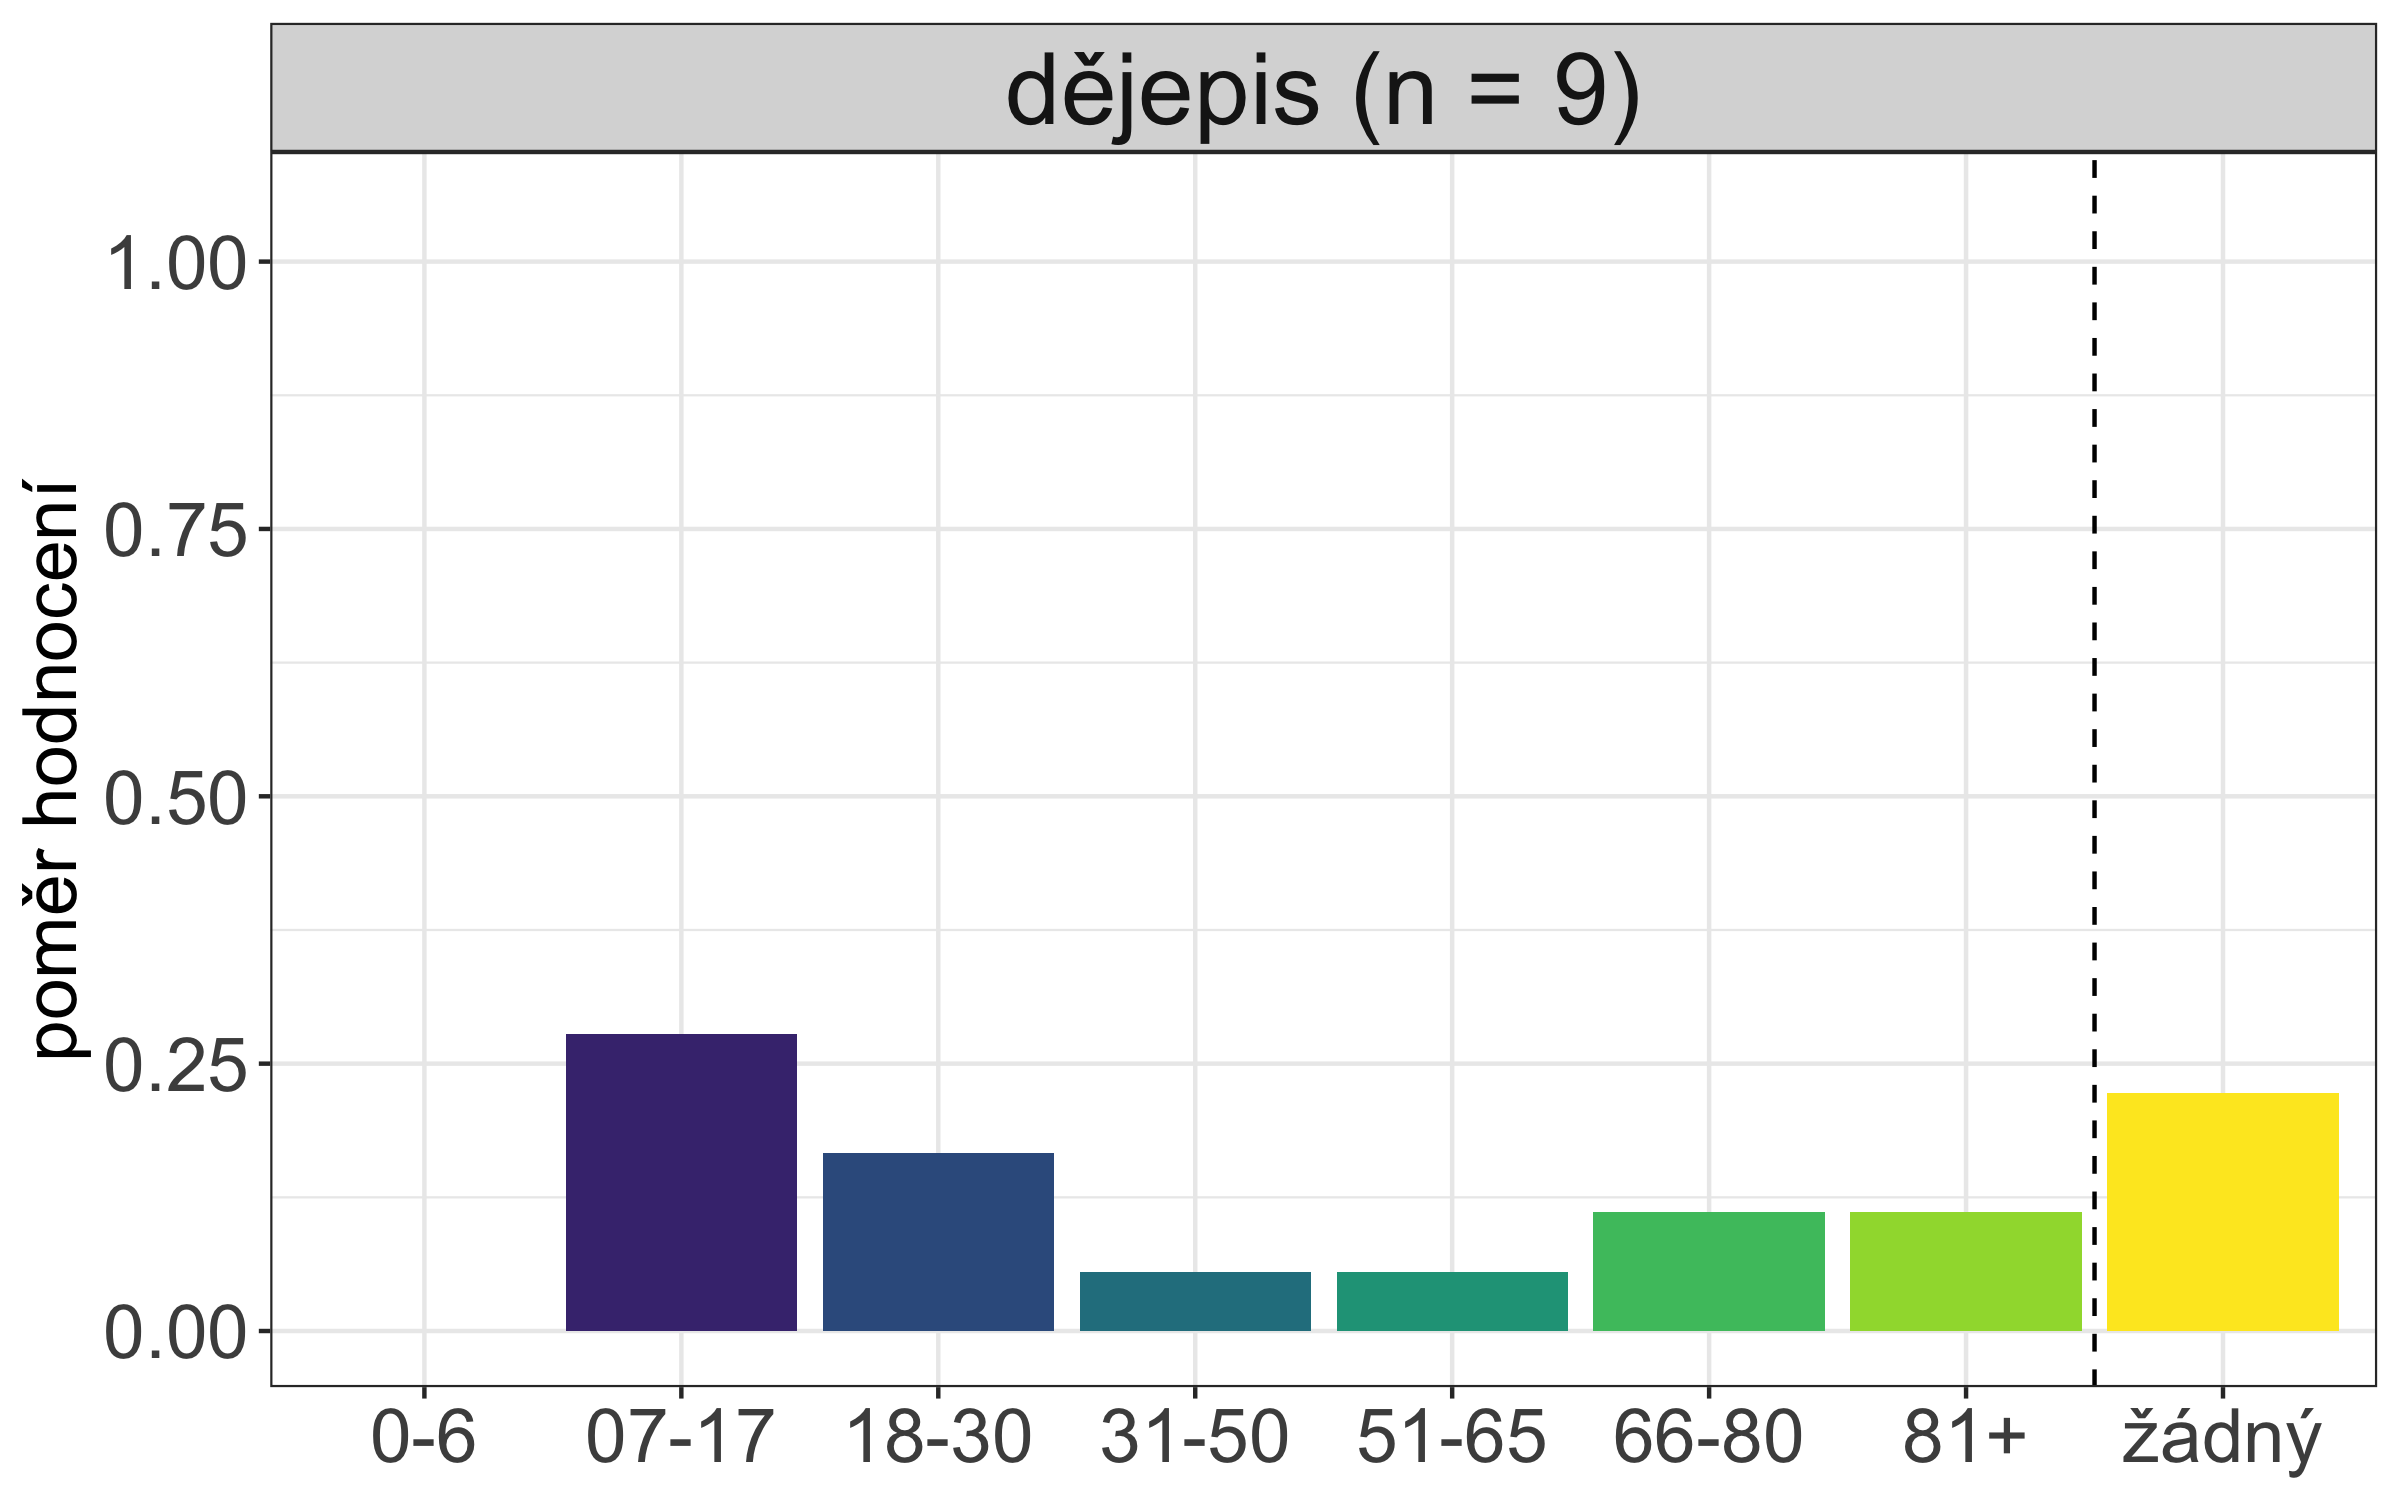 dějepis (n = 9)
poměr hodnocení
1.00
0.75
0.50
0.25
0.00
0-6 07-17 18-30 31-50 51-65 66-80 81+ žádný